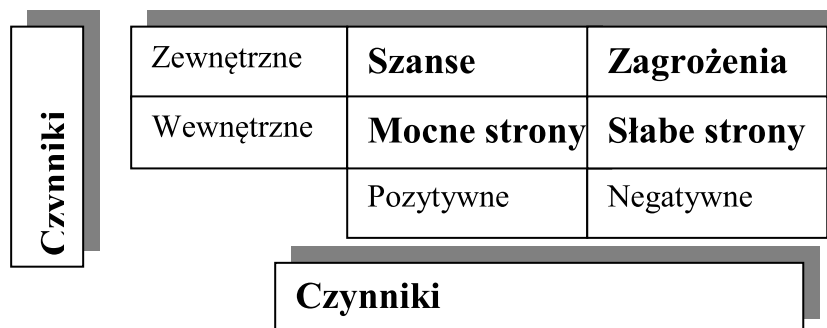 Czynniki
Zewnętrzne Szanse Zagrożenia
Wewnętrzne Mocne strony Słabe strony
Pozytywne Negatywne
Czynniki